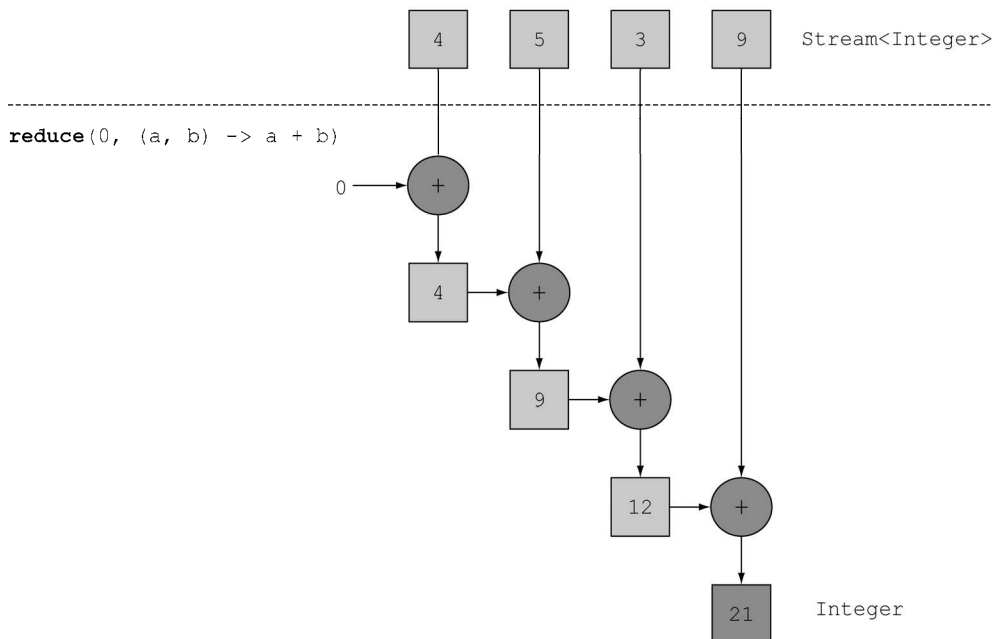 4 5 3 9 Stream<Integer>
reduce(0, (a, b) -> a + b)
0 +
4 +
9 +
12 +
21 Integer